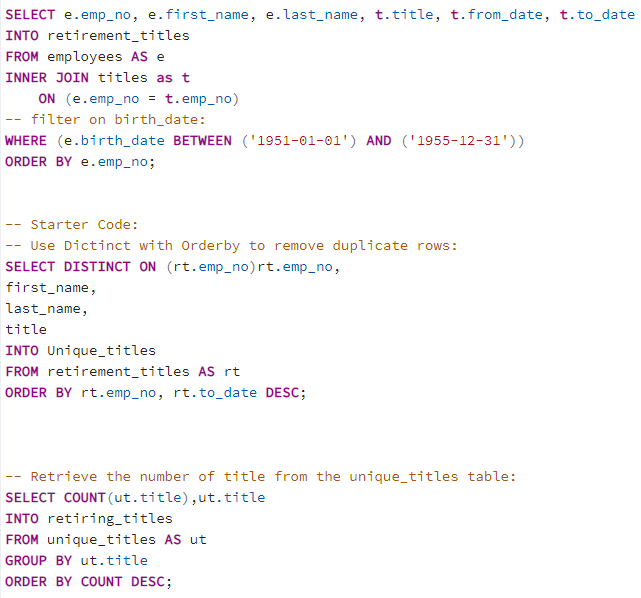 SELECT e.emp_no, e.first_name, e.last_name, t.title, t.from_date, t.to_date
INTO retirement_titles
FROM employees AS e
INNER JOIN titles as t
    ON (e.emp_no = t.emp_no)
-- filter on birth_date:
WHERE (e.birth_date BETWEEN ('1951-01-01') AND ('1955-12-31'))
ORDER BY e.emp_no;
-- Starter Code:
-- Use Dictinct with Orderby to remove duplicate rows:
SELECT DISTINCT ON (rt.emp_no)rt.emp_no,
first_name,
last_name,
title
INTO Unique_titles
FROM retirement_titles AS rt
ORDER BY rt.emp_no, rt.to_date DESC;
-- Retrieve the number of title from the unique_titles table:
SELECT COUNT(ut.title),ut.title
INTO retiring_titles
FROM unique_titles AS ut
GROUP BY ut.title
ORDER BY COUNT DESC;